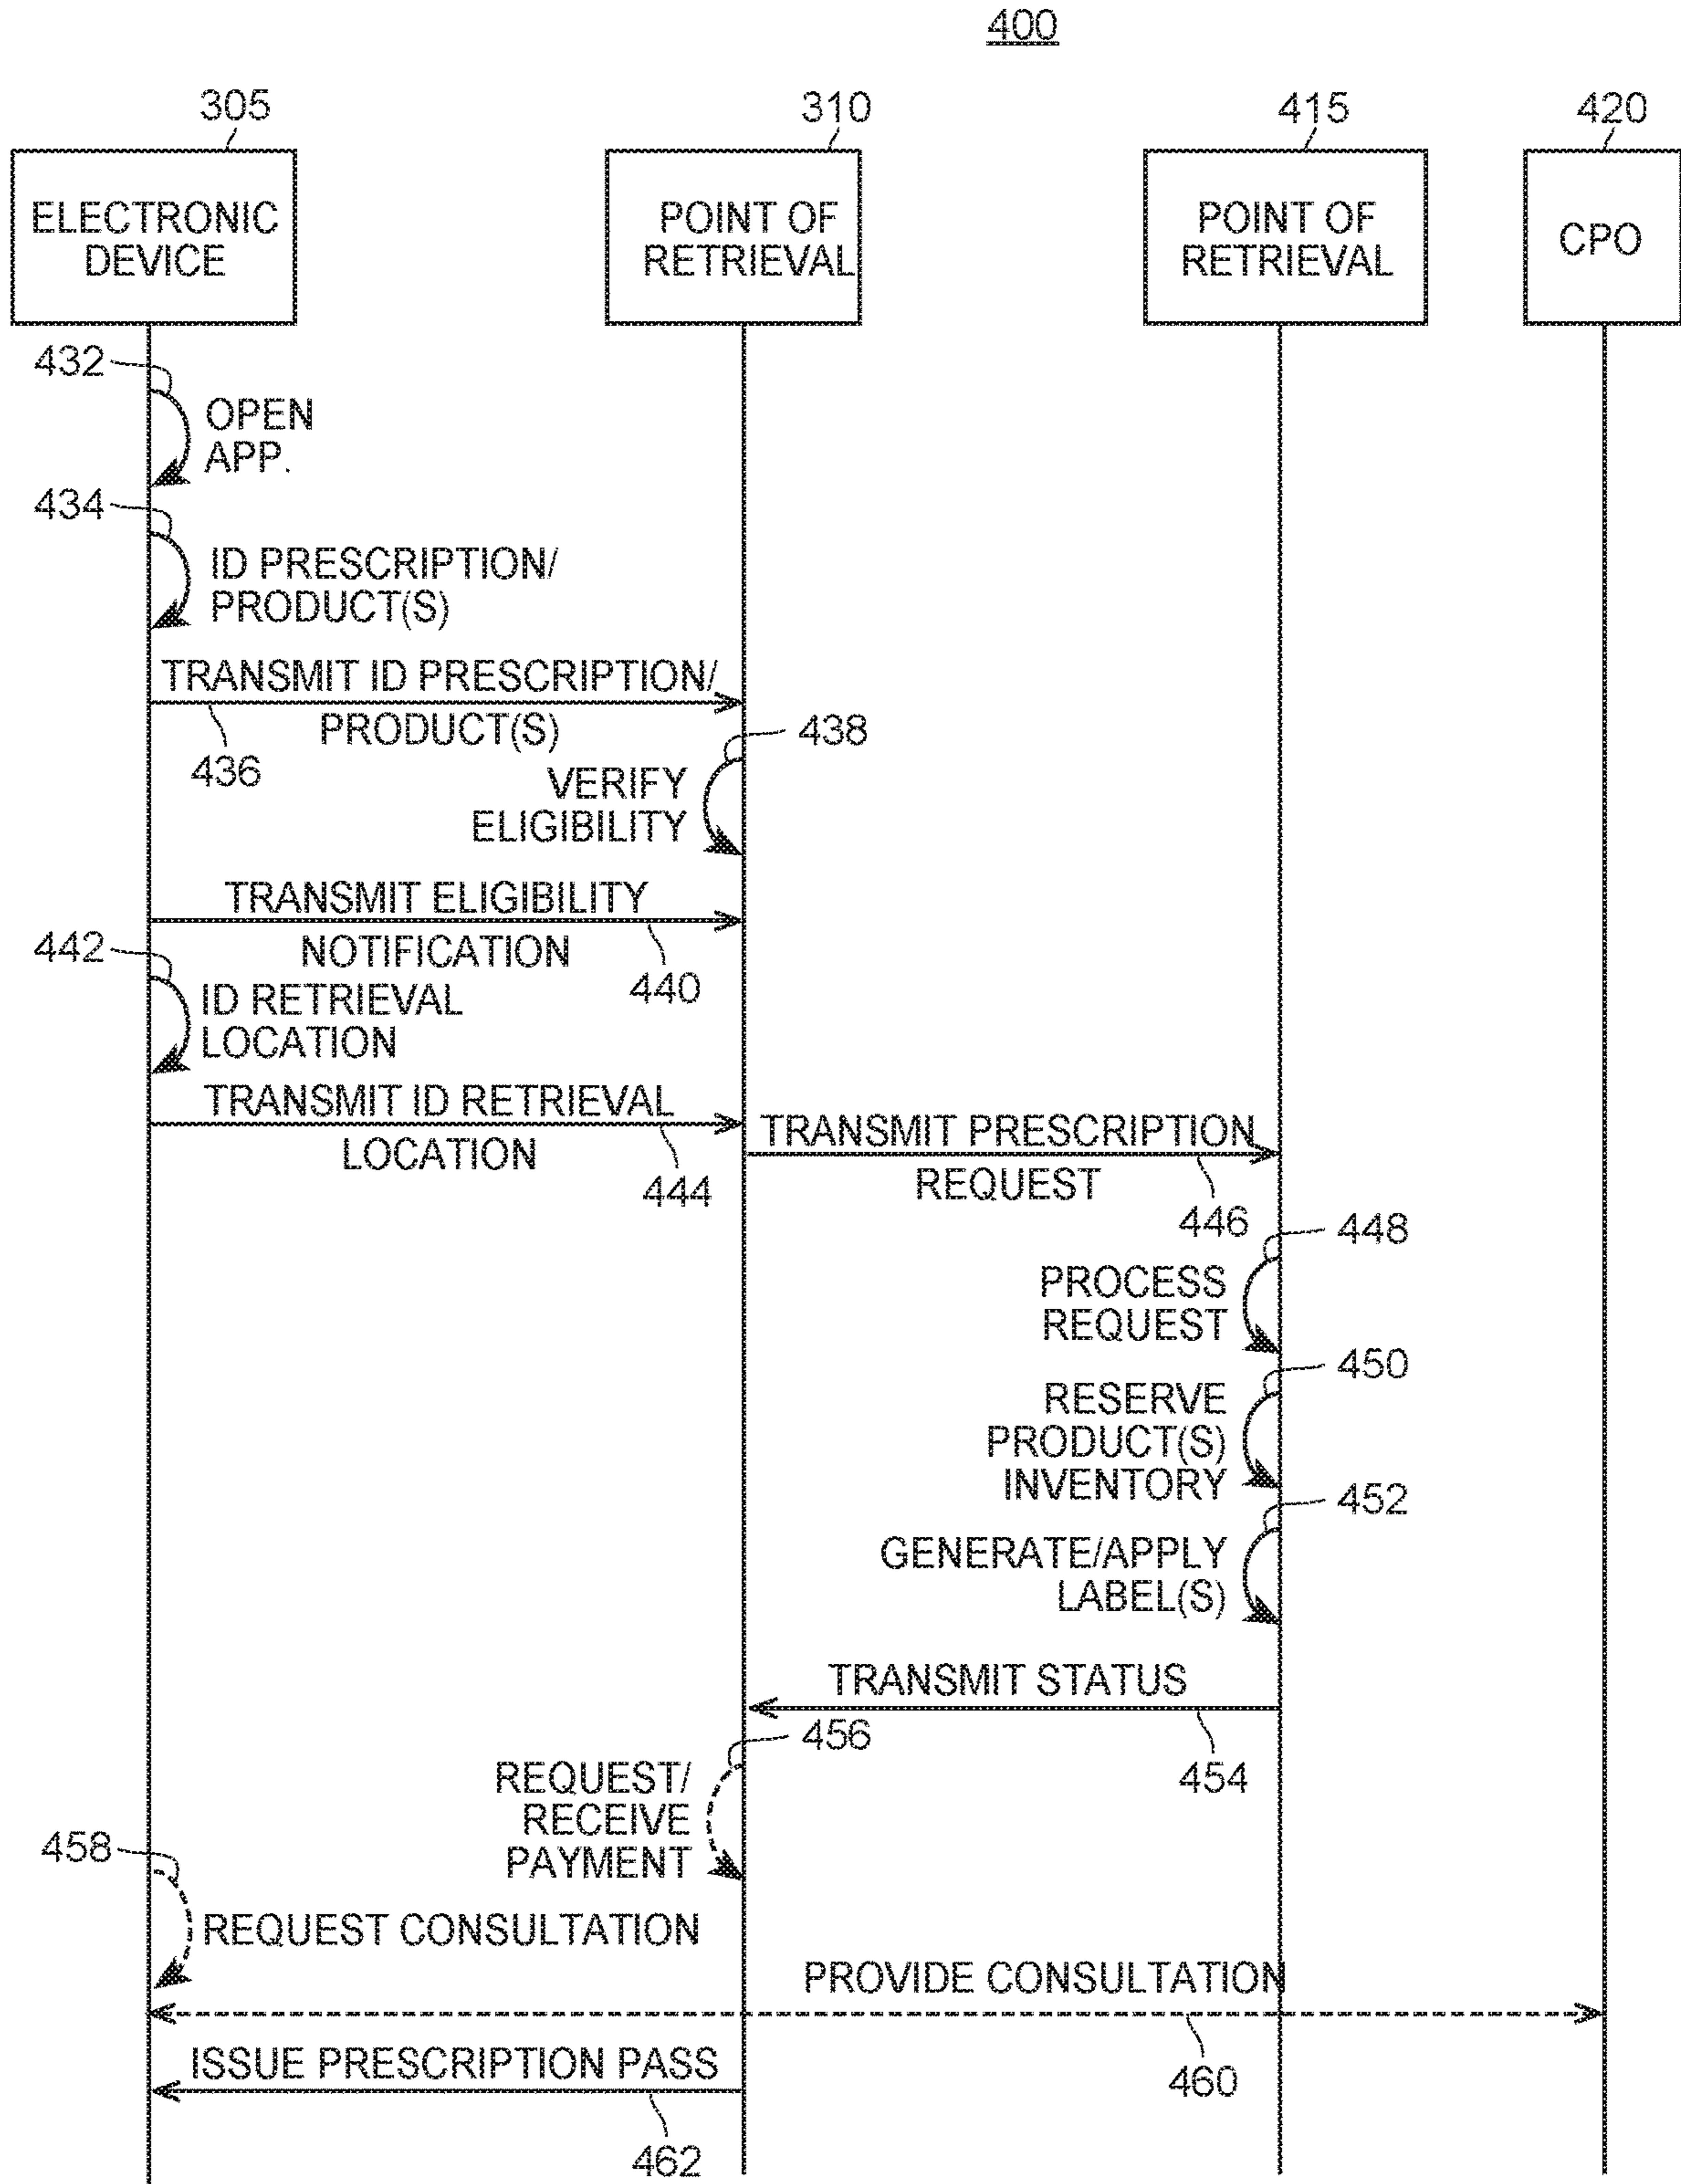 400
305
310
415
420
ELECTRONIC
DEVICE
POINT OF
RETRIEVAL
POINT OF
RETRIEVAL
CPO
432
OPEN
APP.
434
ID PRESCRIPTION/
PRODUCT(S)
TRANSMIT ID PRESCRIPTION/
PRODUCT(S)
436
438
VERIFY
ELIGIBILITY
TRANSMIT ELIGIBILITY
NOTIFICATION
440
442
ID RETRIEVAL
LOCATION
TRANSMIT ID RETRIEVAL
LOCATION
444
TRANSMIT PRESCRIPTION
REQUEST
446
448
PROCESS
REQUEST
450
RESERVE
PRODUCT(S)
INVENTORY
452
GENERATE/APPLY
LABEL(S)
TRANSMIT STATUS
454
456
REQUEST/
RECEIVE
PAYMENT
458
REQUEST CONSULTATION
PROVIDE CONSULTATION
460
ISSUE PRESCRIPTION PASS
462